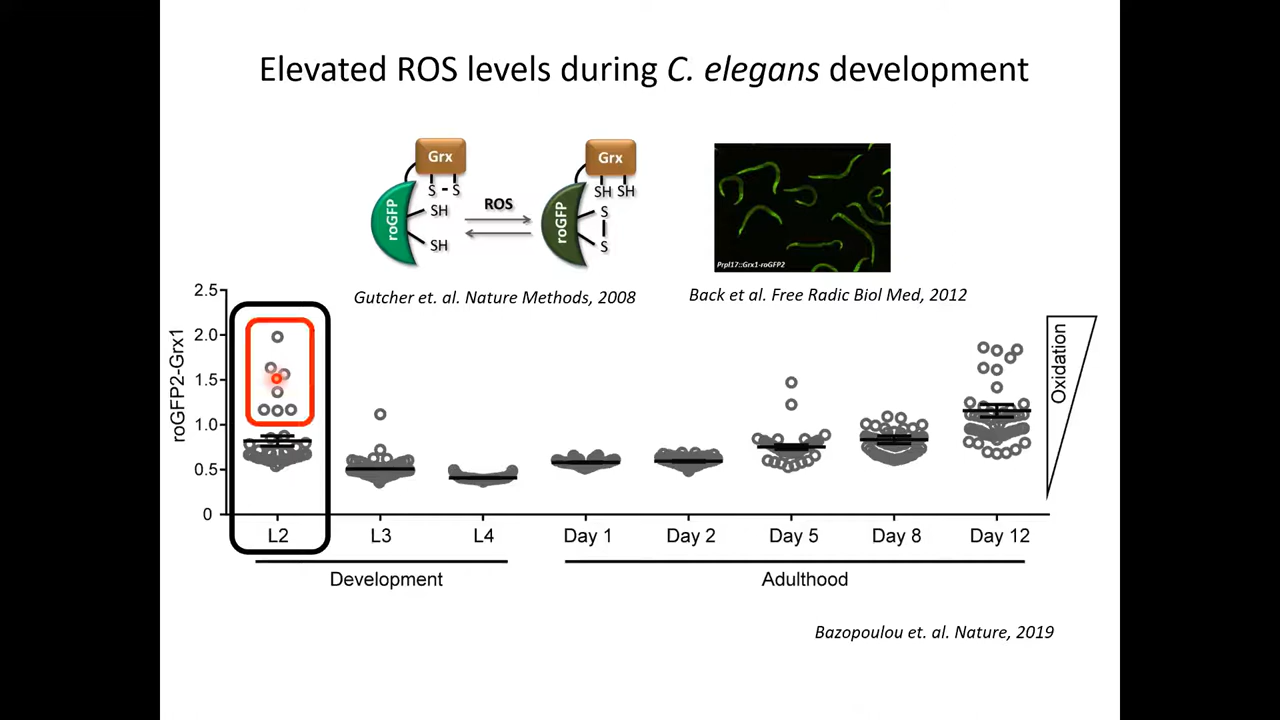 Elevated ROS levels during C. elegans development
Grx
S - S
SH
SH
roGFP
ROS
Grx
SH SH
S
S
roGFP
Prpl17::Grx1-roGFP2
Gutcher et. al. Nature Methods, 2008
Back et al. Free Radic Biol Med, 2012
roGFP2-Grx1
2.5
2.0
1.5
1.0
0.5
0
Oxidation
L2 L3 L4 Day 1 Day 2 Day 5 Day 8 Day 12
Development Adulthood
Bazopoulou et. al. Nature, 2019